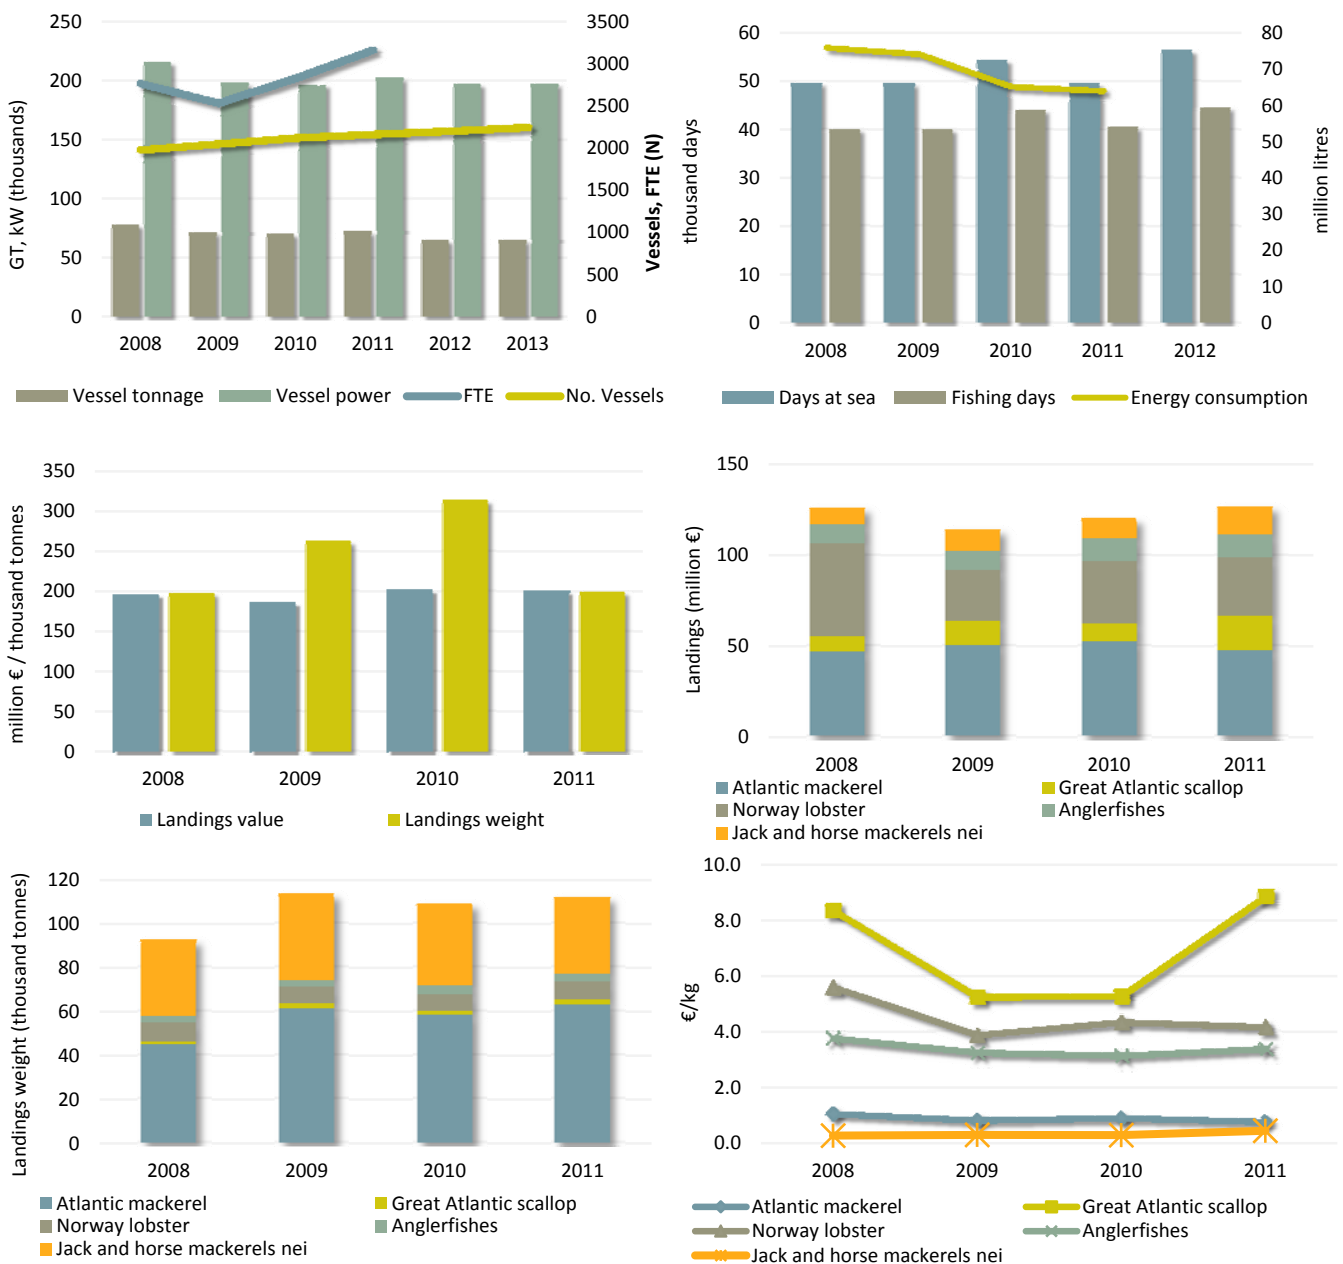 250
200
150
100
50
0
GT, kW (thousands)
3500
3000
2500
2000
1500
1000
500
0
Vessels, FTE (N)
2008 2009 2010 2011 2012 2013
Vessel tonnage Vessel power FTE No. Vessels
60
50
40
30
20
10
0
thousand days
80
70
60
50
40
30
20
10
0
million litres
2008 2009 2010 2011 2012
Days at sea Fishing days Energy consumption
350
300
250
200
150
100
50
0
million € / thousand tonnes
2008 2009 2010 2011
Landings value Landings weight
150
100
50
0
Landings (million €)
2008 2009 2010 2011
Atlantic mackerel Great Atlantic scallop
Norway lobster Anglerfishes
Jack and horse mackerels nei
120
100
80
60
40
20
0
Landings weight (thousand tonnes)
2008 2009 2010 2011
Atlantic mackerel Great Atlantic scallop
Norway lobster Anglerfishes
Jack and horse mackerels nei
10.0
8.0
6.0
4.0
2.0
0.0
€/kg
2008 2009 2010 2011
Atlantic mackerel Great Atlantic scallop
Norway lobster Anglerfishes
Jack and horse mackerels nei